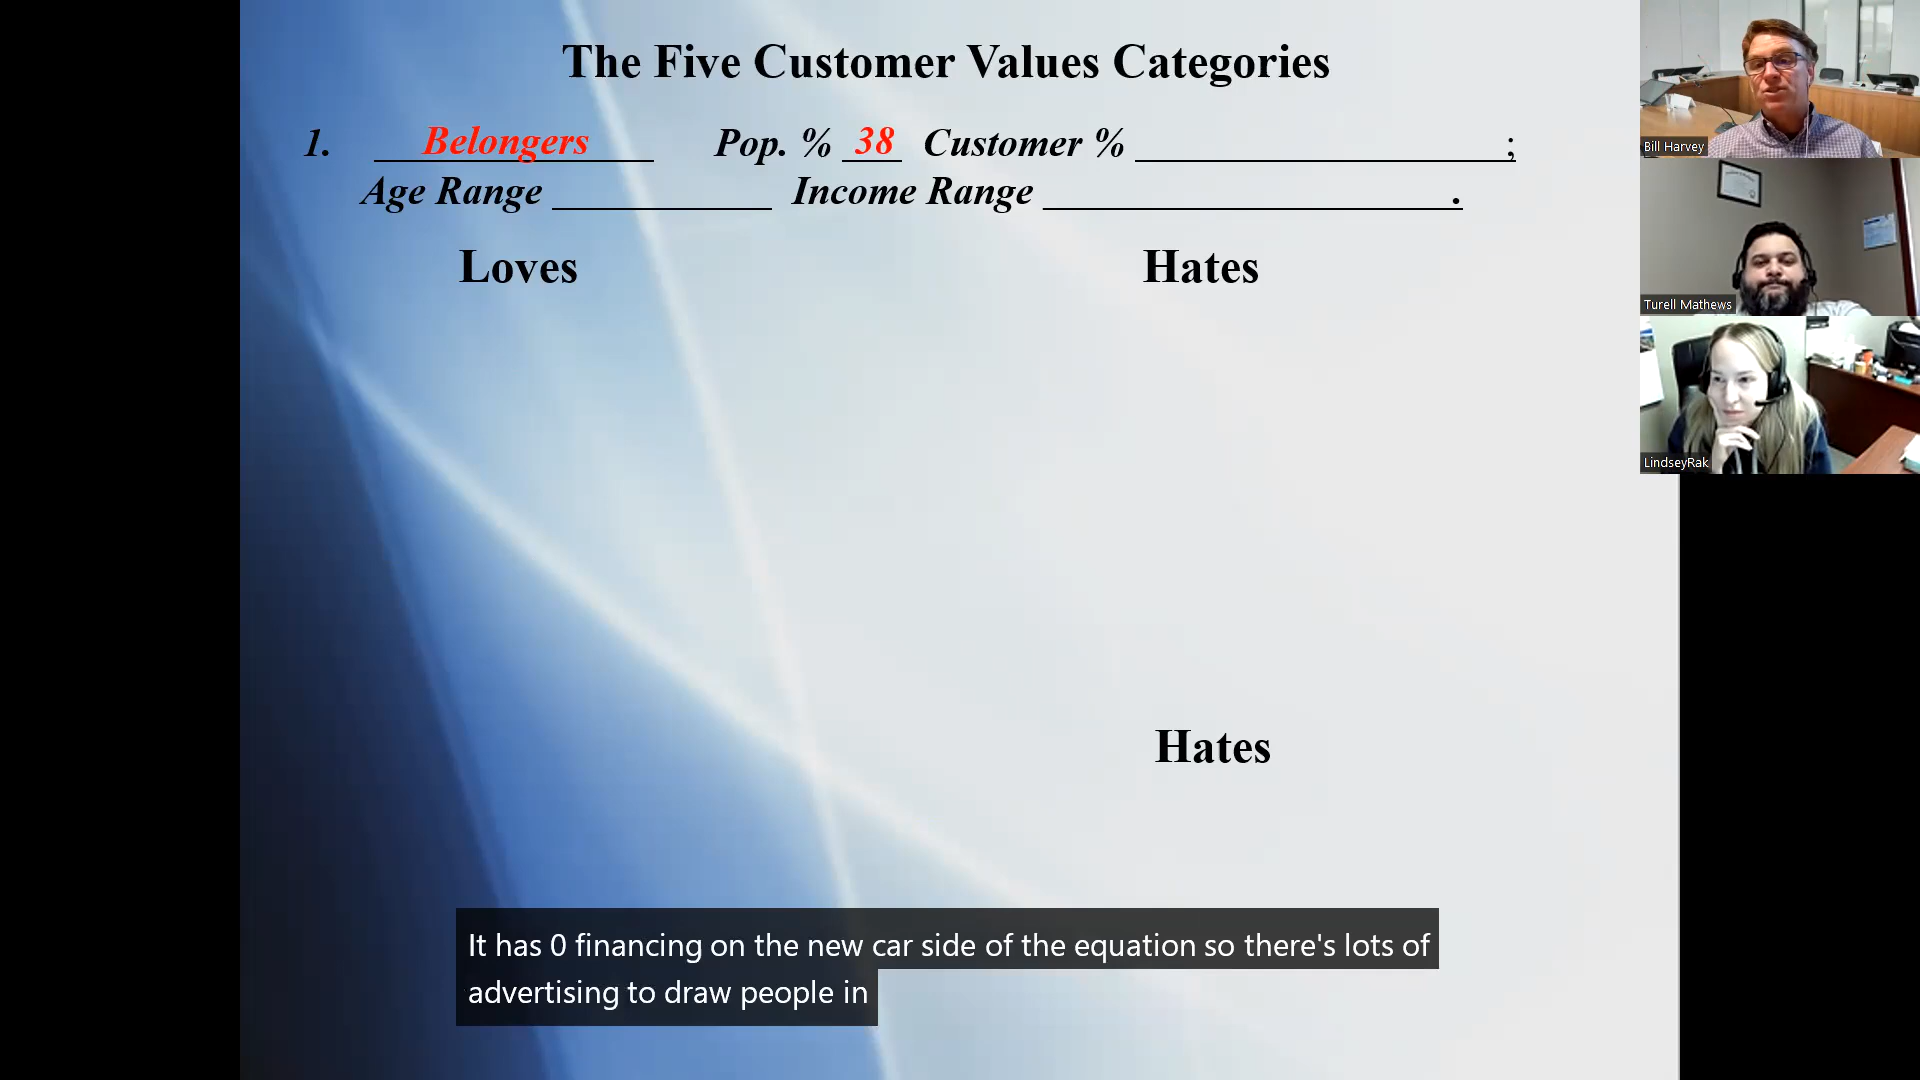 The Five Customer Values Categories
1. Belongers Pop. % 38 Customer % ;
Age Range Income Range .
Loves Hates
Hates
It has 0 financing on the new car side of the equation so there's lots of
advertising to draw people in
Bill Harvey
Turell Mathews
LindseyRak